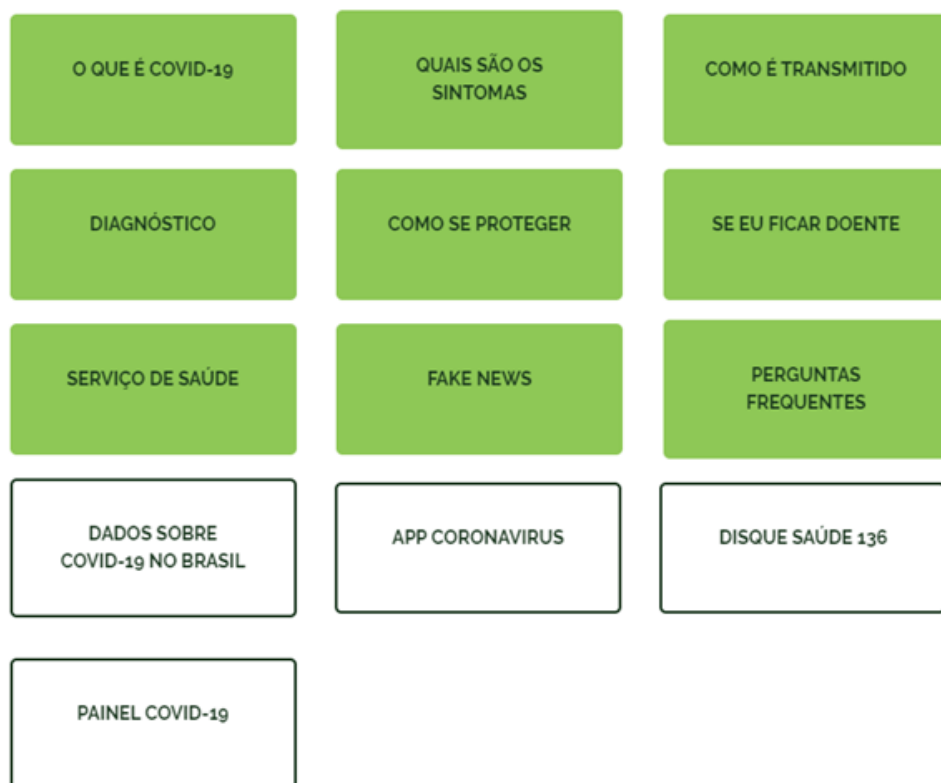 O QUE É COVID-19
QUAIS SÃO OS
SINTOMAS
COMO É TRANSMITIDO
DIAGNÓSTICO
COMO SE PROTEGER
SE EU FICAR DOENTE
SERVIÇO DE SAÚDE
FAKE NEWS
PERGUNTAS
FREQUENTES
DADOS SOBRE
COVID-19 NO BRASIL
APP CORONAVIRUS
DISQUE SAÚDE 136
PAINEL COVID-19